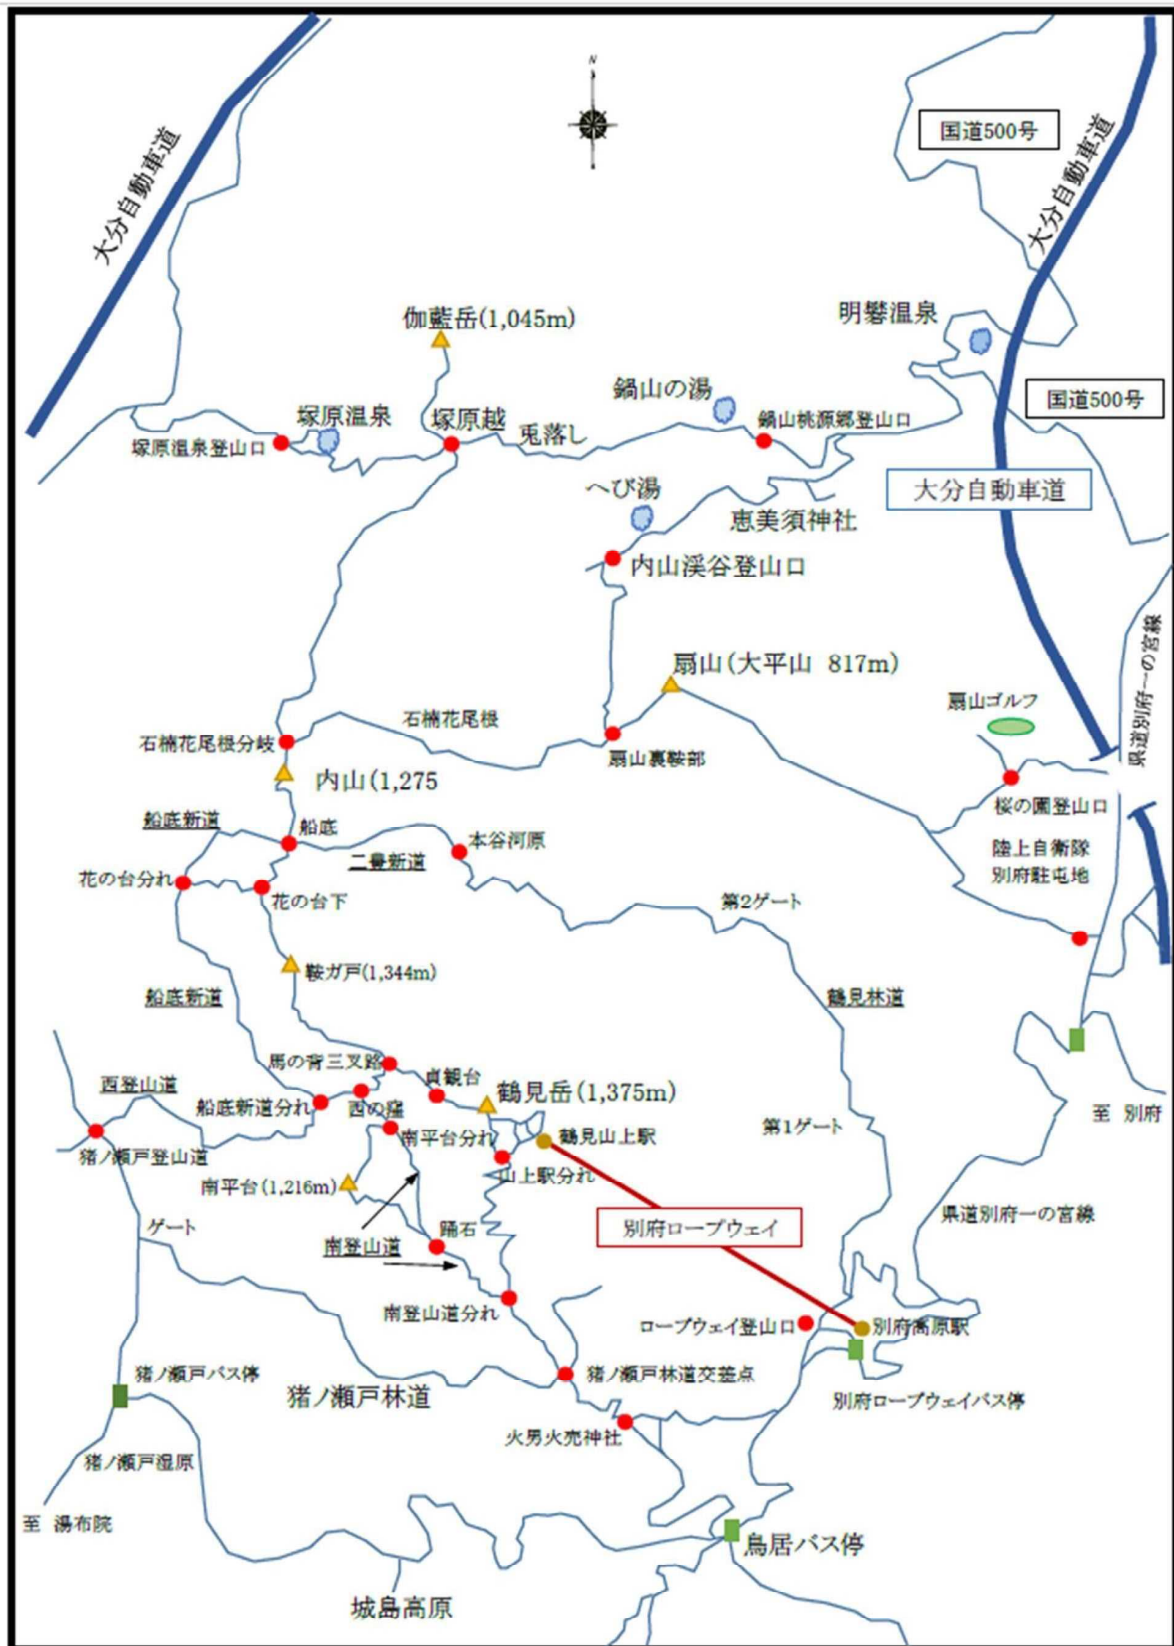 N
国道500号
大分自動車道
大分自動車道
伽藍岳(1,045m)
明礬温泉
鍋山の湯
国道500号
塚原温泉
塚原越
兎落し
鍋山桃源郷登山口
塚原温泉登山口
へび湯
大分自動車道
恵美須神社
内山渓谷登山口
県道別府一の宮線
扇山(大平山 817m)
扇山ゴルフ
石楠花尾根
石楠花尾根分岐
扇山裏鞍部
内山(1,275
桜の園登山口
船底新道
船底
本谷河原
陸上自衛隊
別府駐屯地
二番新道
花の台分れ
花の台下
第2ゲート
鞍ガ戸(1,344m)
船底新道
鶴見林道
馬の背三叉路
貞観台
西登山道
鶴見岳(1,375m)
船底新道分れ
西の窪
至 別府
第1ゲート
南平台分れ
鶴見山上駅
猪ノ瀬戸登山道
山上駅分れ
南平台(1,216m)
県道別府一の宮線
ゲート
踊石
別府ロープウェイ
南登山道
南登山道分れ
ロープウェイ登山口
別府高原駅
猪ノ瀬戸バス停
猪ノ瀬戸林道交差点
猪ノ瀬戸林道
別府ロープウェイバス停
火男火売神社
猪ノ瀬戸湿原
至 湯布院
鳥居バス停
城島高原